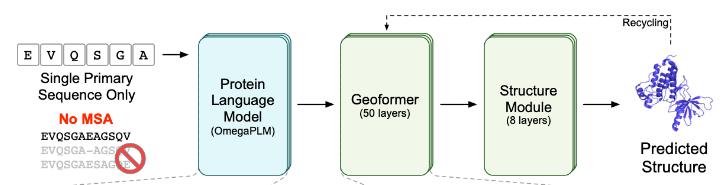 Recycling
E V Q S G A
Single Primary
Sequence Only
No MSA
EVQSGAEAGSQV
EVQSGA-AGS
EVQSGAESAG
Protein
Language
Model
(OmegaPLM)
Geoformer
(50 layers)
Structure
Module
(8 layers)
Predicted
Structure